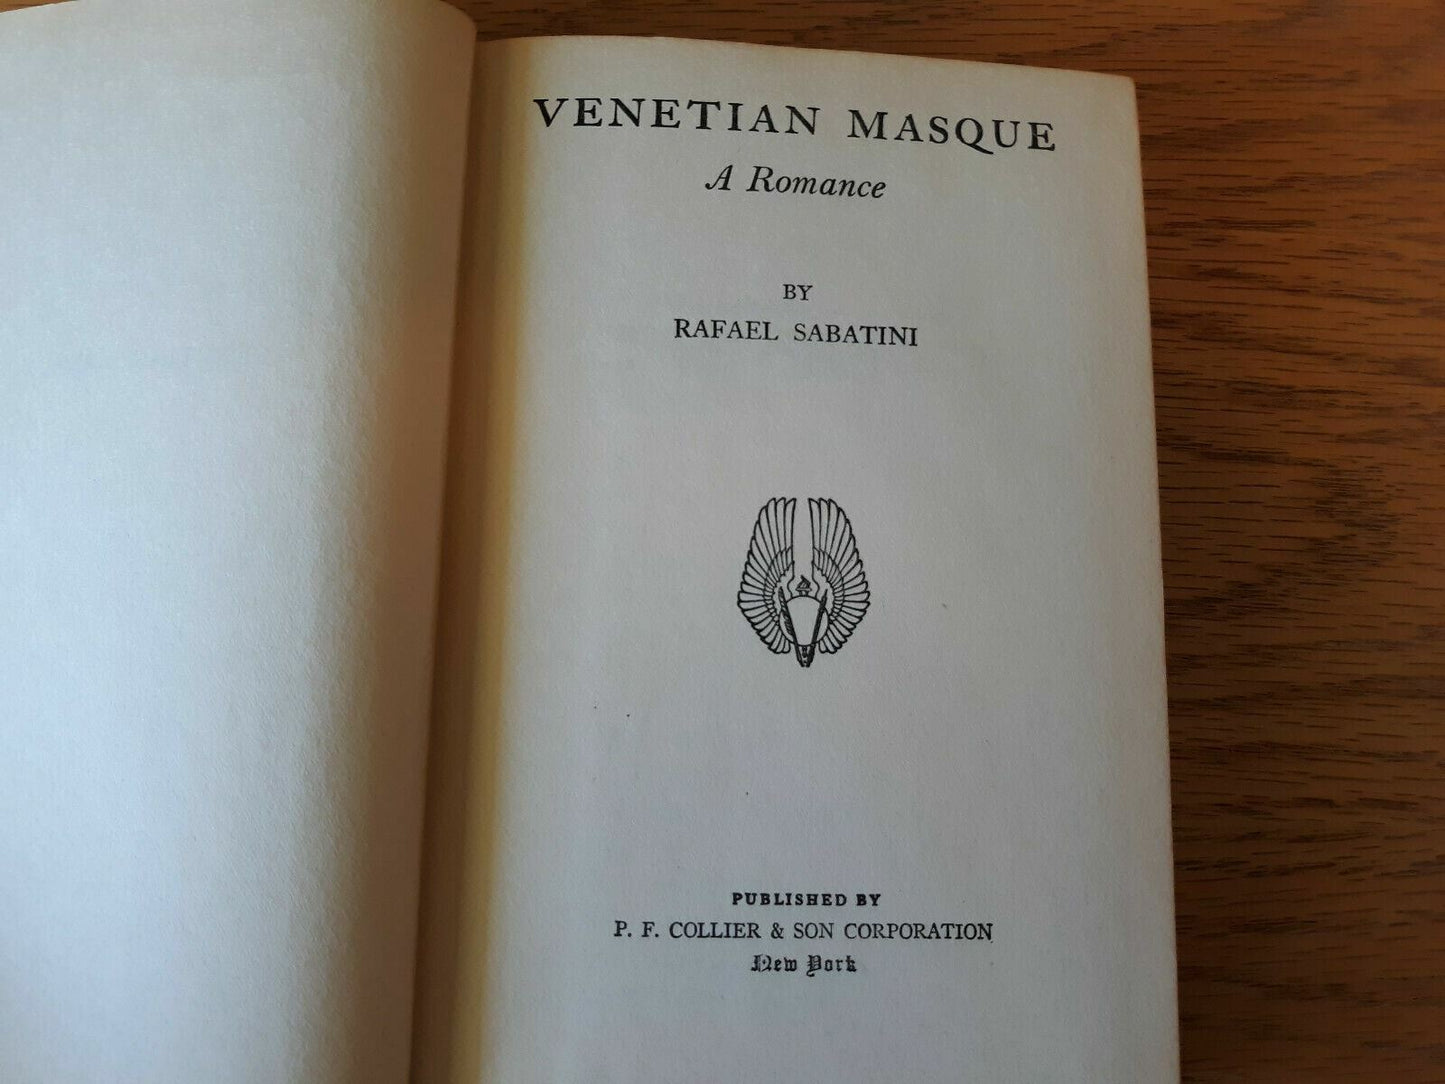 VENETIAN MASQUE
A Romance
BY
RAFAEL SABATINI
PUBLISHED BY
P. F. COLLIER & SON CORPORATION
New York